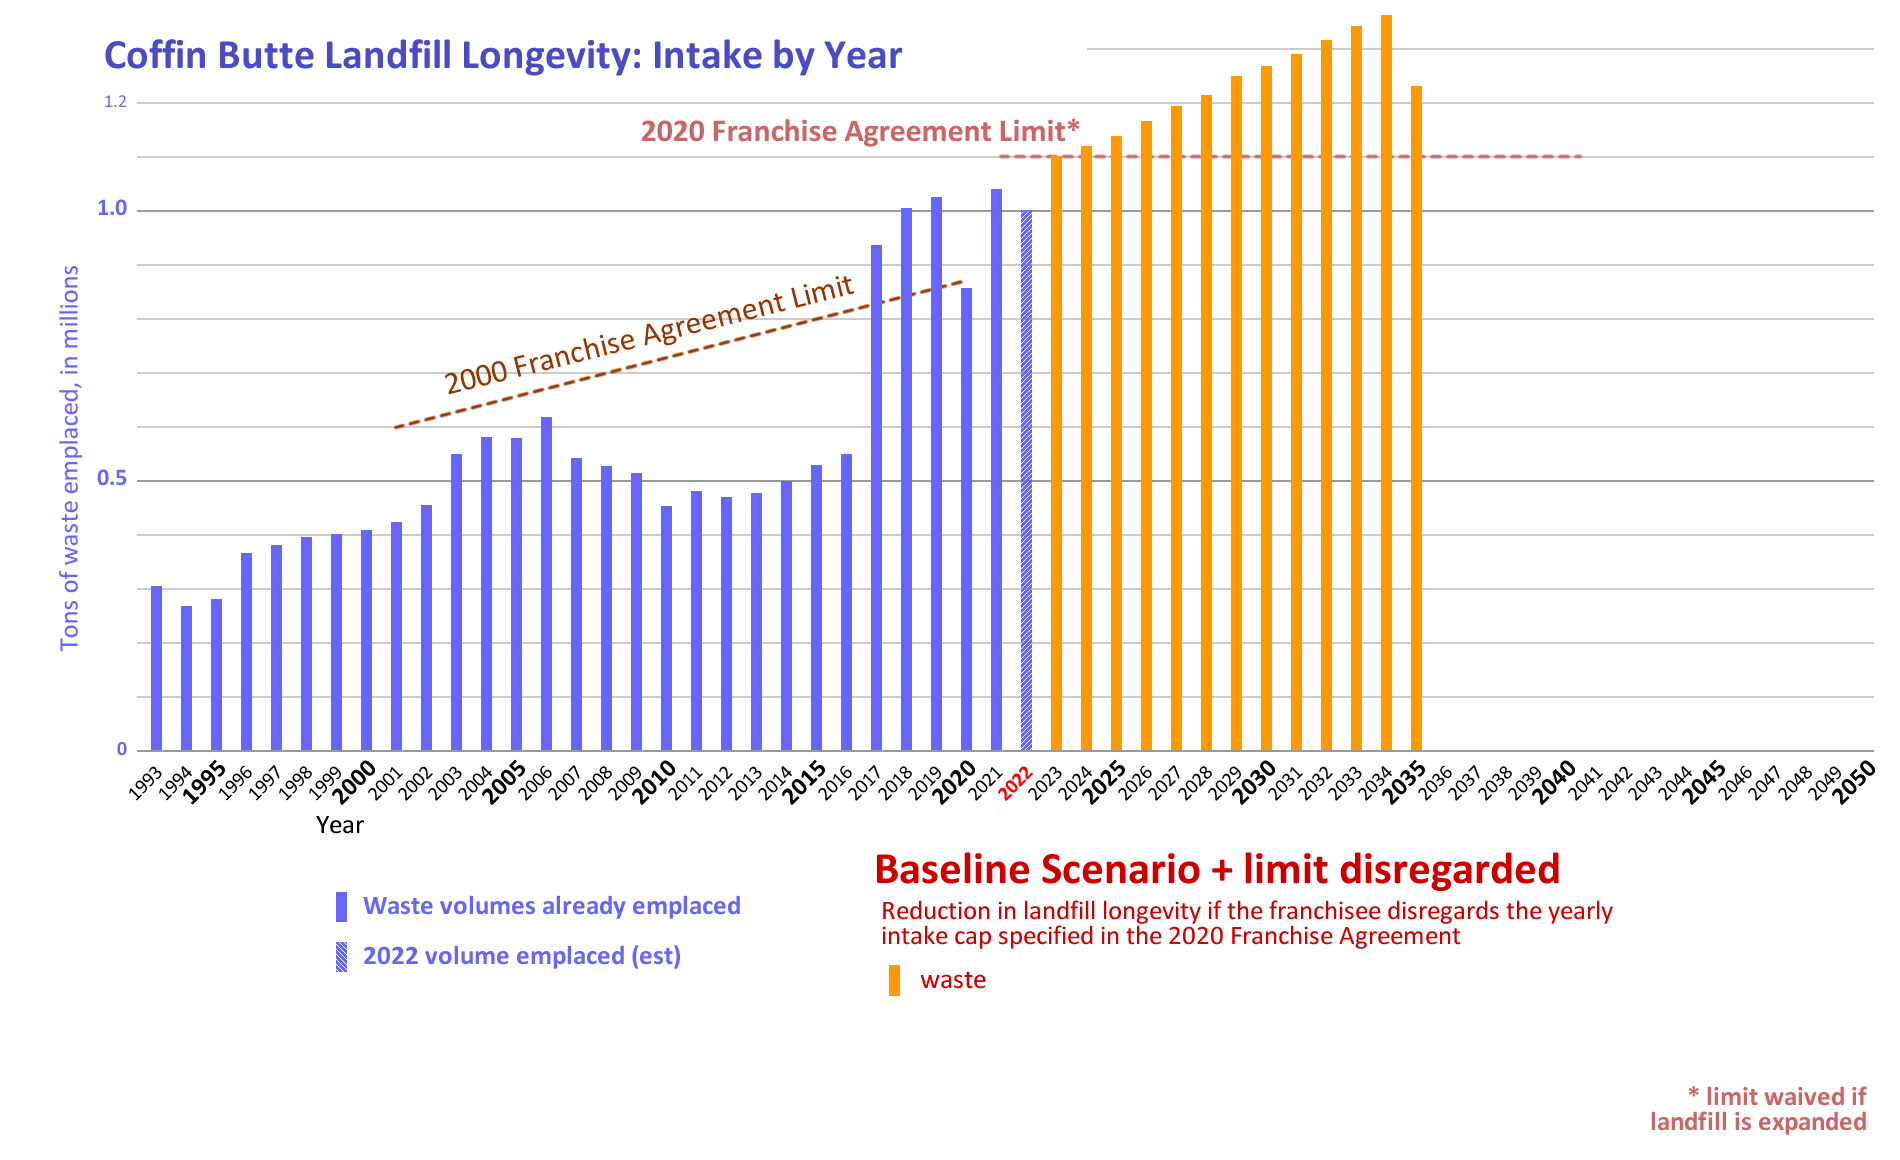 Coffin Butte Landfill Longevity: Intake by Year
1.2
2020 Franchise Agreement Limit*
1.0
2000 Franchise Agreement Limit
Tons of waste emplaced, in millions
0.5
0
1993 1994 1995 1996 1997 1998 1999 2000 2001 2002 2003 2004 2005 2006 2007 2008 2009 2010 2011 2012 2013 2014 2015 2016 2017 2018 2019 2020 2021 2022 2023 2024 2025 2026 2027 2028 2029 2030 2031 2032 2033 2034 2035 2036 2037 2038 2039 2040 2041 2042 2043 2044 2045 2046 2047 2048 2049 2050
Year
Waste volumes already emplaced
2022 volume emplaced (est)
Baseline Scenario + limit disregarded
Reduction in landfill longevity if the franchisee disregards the yearly
intake cap specified in the 2020 Franchise Agreement
waste
* limit waived if
landfill is expanded